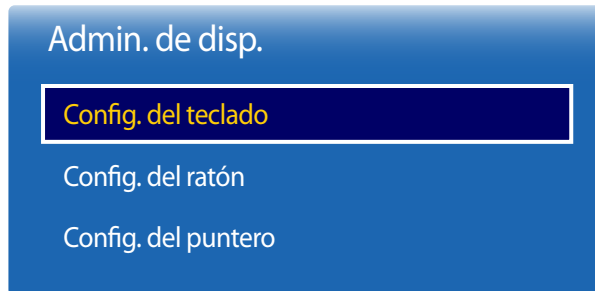 Admin. de disp.
Config. del teclado
Config. del ratón
Config. del puntero